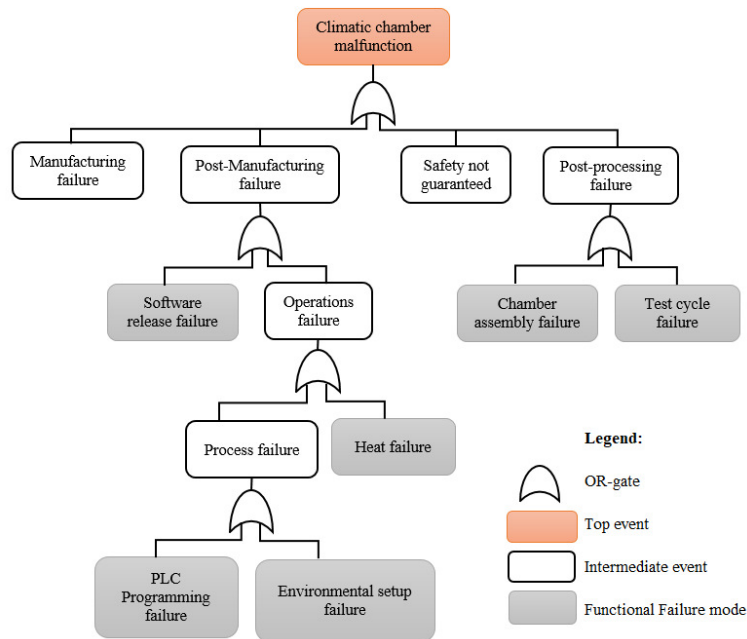 Climatic chamber
malfunction
Manufacturing
failure
Post-Manufacturing
failure
Safety not
guaranteed
Post-processing
failure
Software
release failure
Operations
failure
Chamber
assembly failure
Test cycle
failure
Process failure
Heat failure
PLC
Programming
failure
Environmental setup
failure
Legend:
OR-gate
Top event
Intermediate event
Functional Failure mode